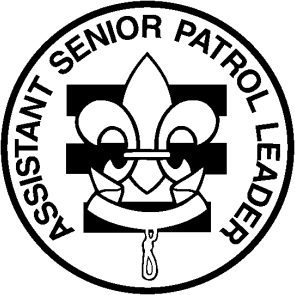 ASSISTANT SENIOR PATROL LEADER